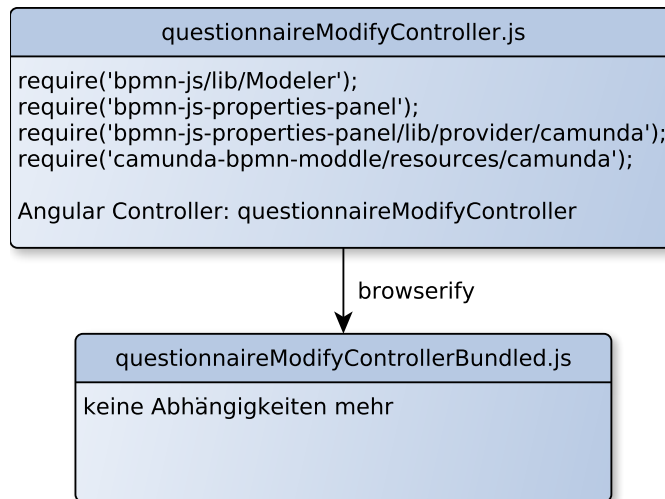 questionnaireModifyController.js
require('bpmn-js/lib/Modeler');
require('bpmn-js-properties-panel');
require('bpmn-js-properties-panel/lib/provider/camunda');
require('camunda-bpmn-moddle/resources/camunda');
Angular Controller: questionnaireModifyController
browserify
questionnaireModifyControllerBundled.js
keine Abhängigkeiten mehr